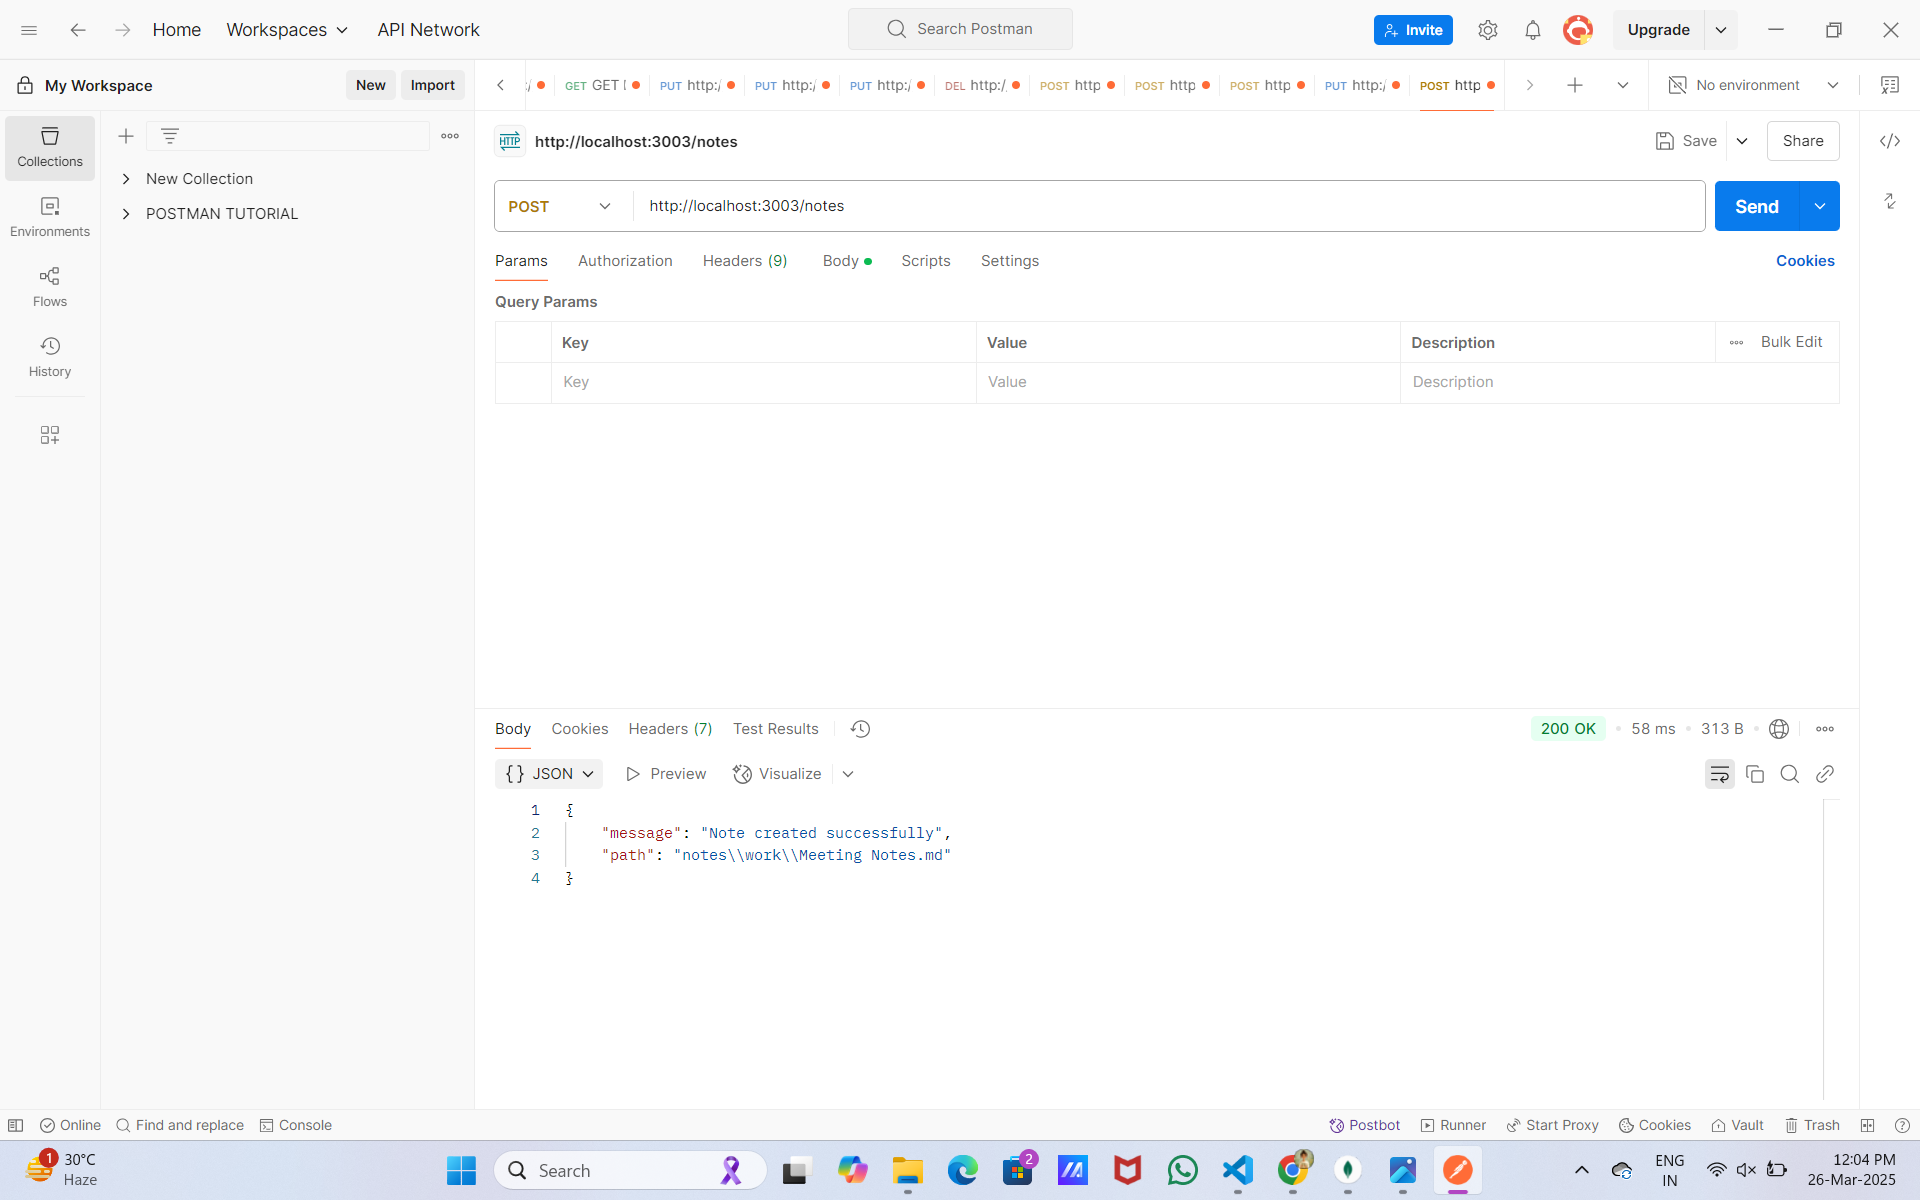 Home Workspaces API Network Search Postman Invite Upgrade
My Workspace New Import GET GET PUT http:/ PUT http:/ PUT http:/ DEL http:/ POST http POST http POST http PUT http:/ POST http No environment
Collections
Environments
Flows
History
New Collection
POSTMAN TUTORIAL
HTTP http://localhost:3003/notes Save Share
POST http://localhost:3003/notes Send
Params Authorization Headers (9) Body Scripts Settings Cookies
Query Params
Key Value Description Bulk Edit
Key Value Description
Body Cookies Headers (7) Test Results 200 OK 58 ms 313 B
{} JSON Preview Visualize
1 {
2 "message": "Note created successfully",
3 "path": "notes\\work\\Meeting Notes.md"
4 }
Online Find and replace Console Postbot Runner Start Proxy Cookies Vault Trash
1 30°C
Haze
Search
2
ENG
IN
12:04 PM
26-Mar-2025